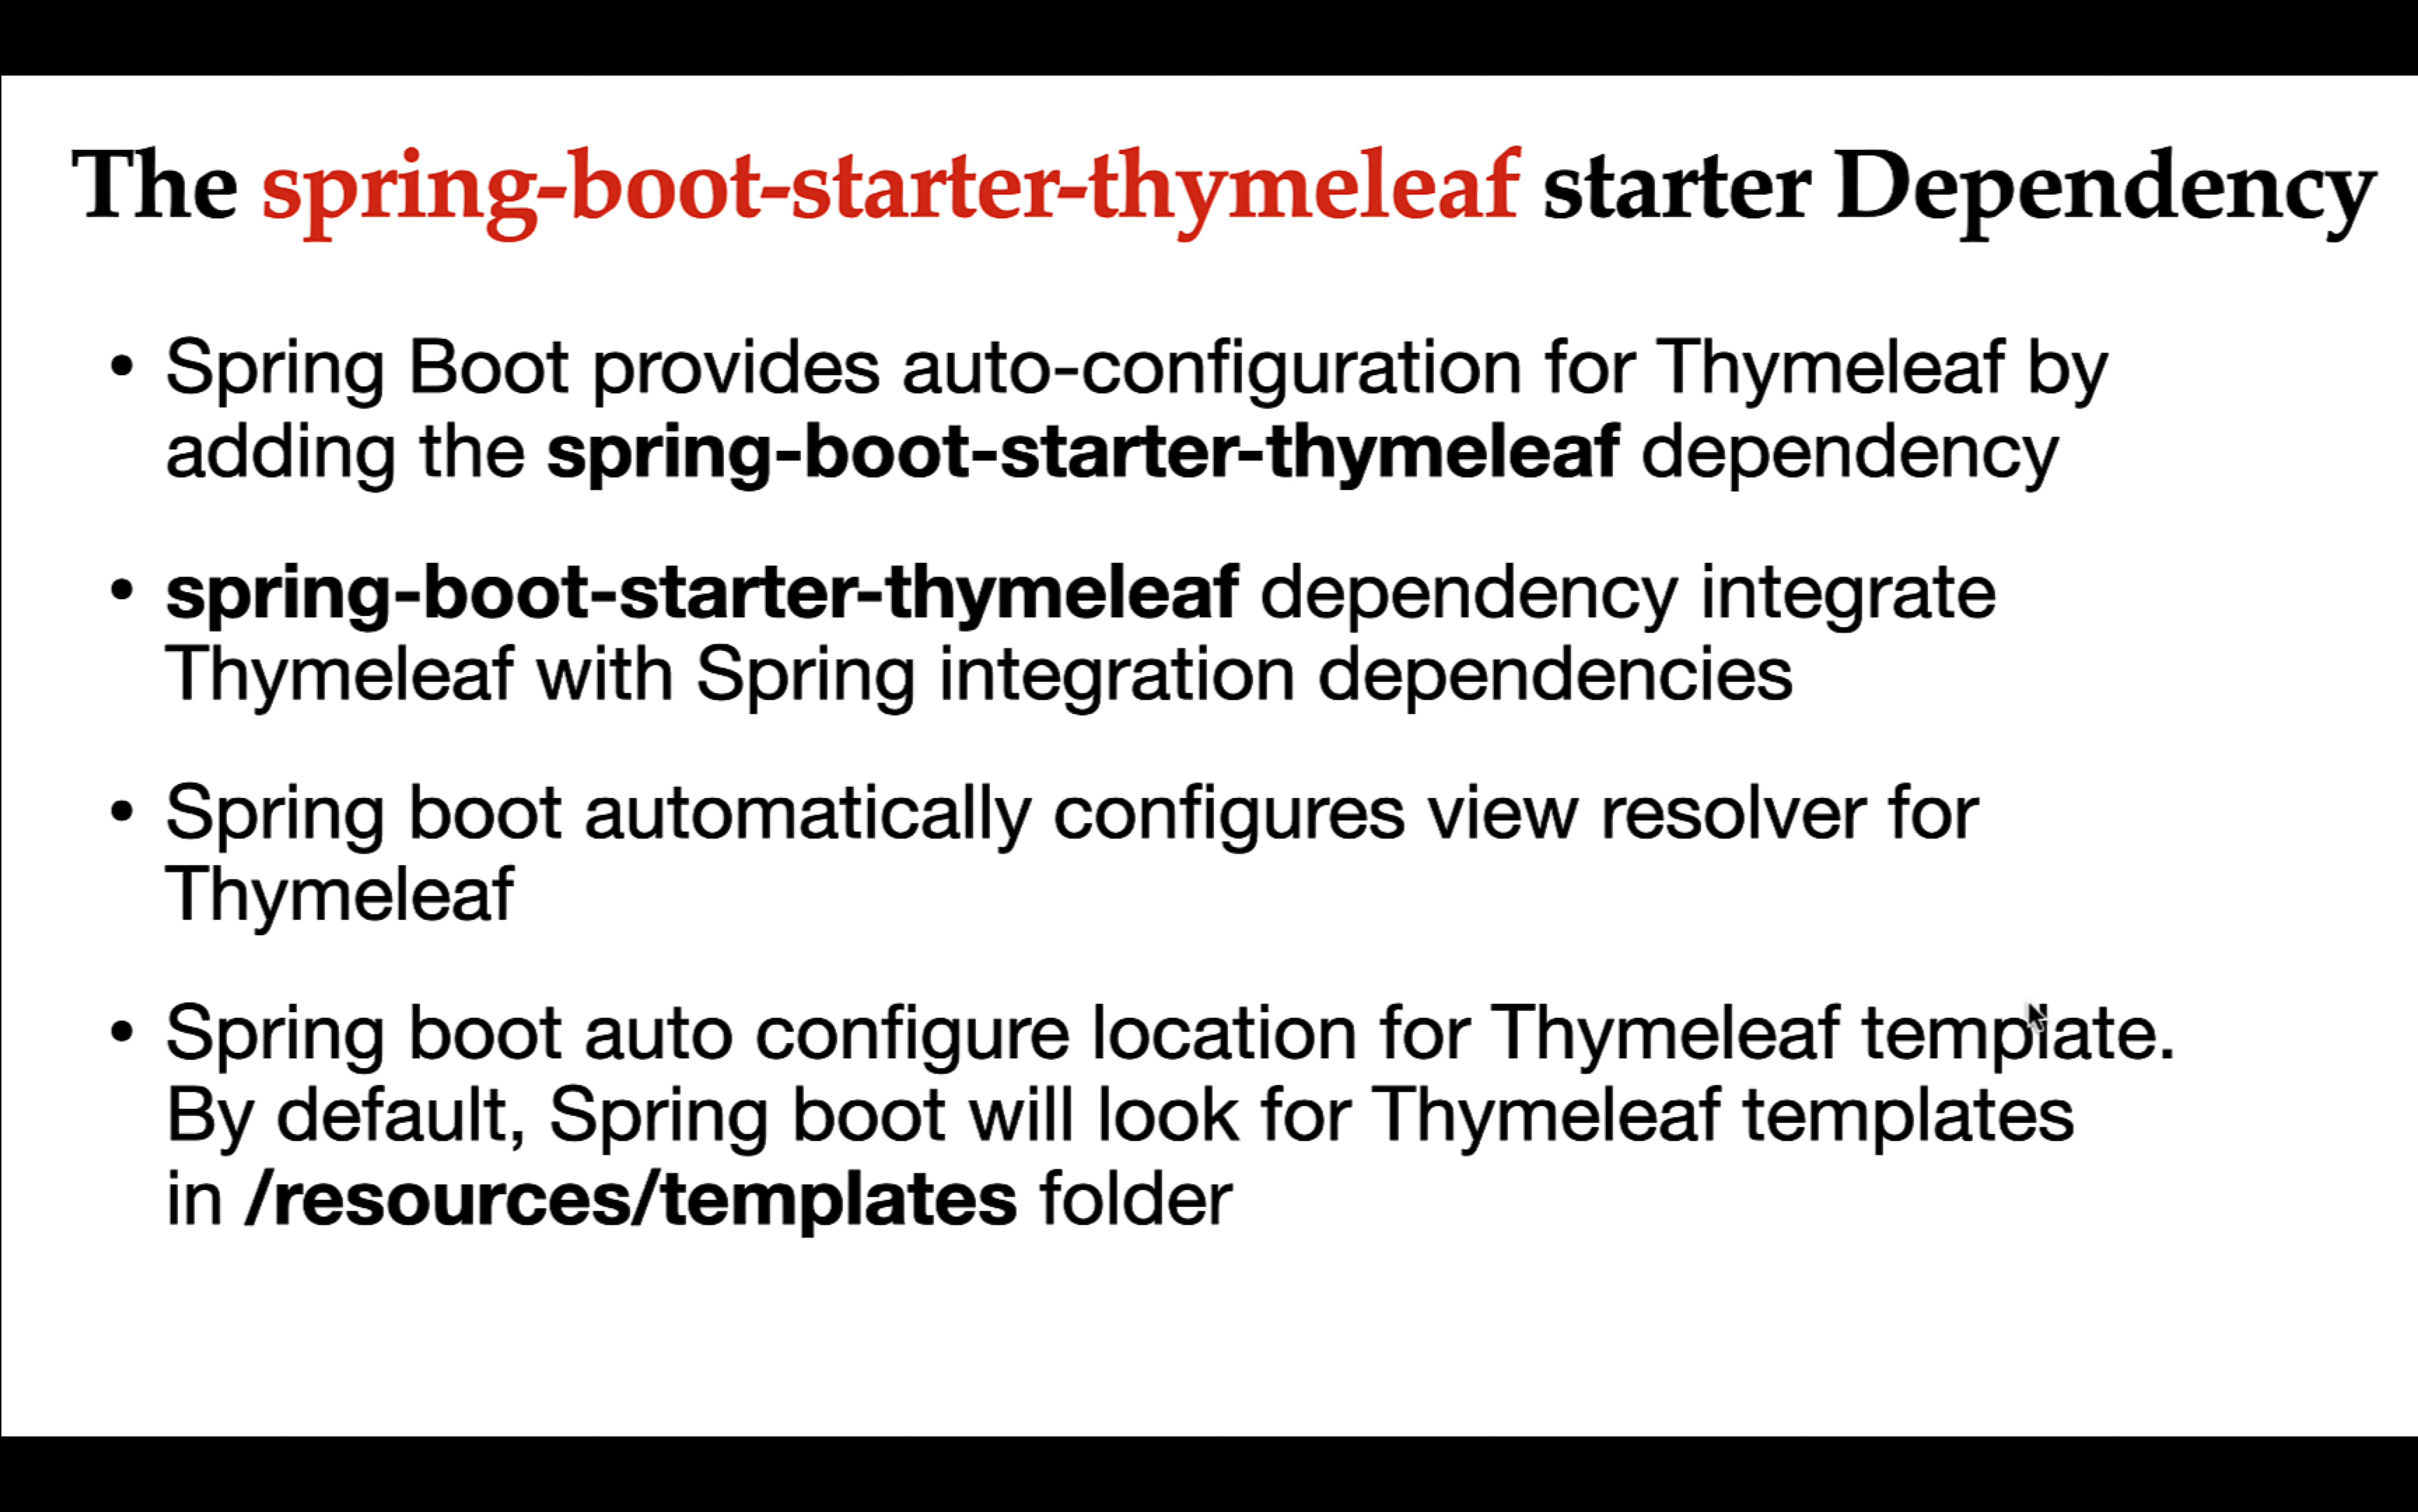 The spring-boot-starter-thymeleaf starter Dependency
• Spring Boot provides auto-configuration for Thymeleaf by
adding the spring-boot-starter-thymeleaf dependency
• spring-boot-starter-thymeleaf dependency integrate
Thymeleaf with Spring integration dependencies
• Spring boot automatically configures view resolver for
Thymeleaf
• Spring boot auto configure location for Thymeleaf template.
By default, Spring boot will look for Thymeleaf templates
in /resources/templates folder